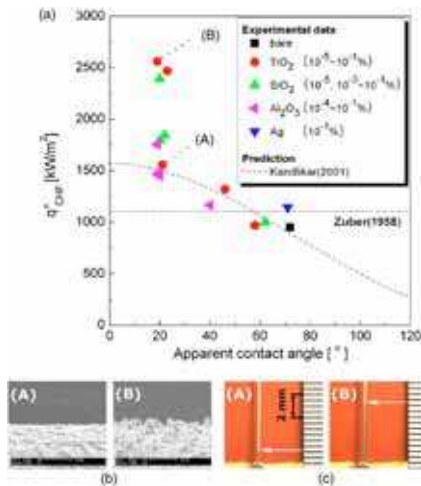 (a)
3000
2500
2000
1500
1000
500
0
q"CHF [kW/m²]
(B)
(A)
Experimental data
bare
TiO₂ (10⁻⁵~10⁻¹%)
SiO₂ (10⁻⁵, 10⁻³~10⁻¹%)
Al₂O₃ (10⁻⁴~10⁻¹%)
Ag (10⁻¹%)
Prediction
Kandlikar(2001)
Zuber(1958)
0 20 40 60 80 100 120
Apparent contact angle [°]
(A) (B) (A) 2 mm (B)
(b) (c)